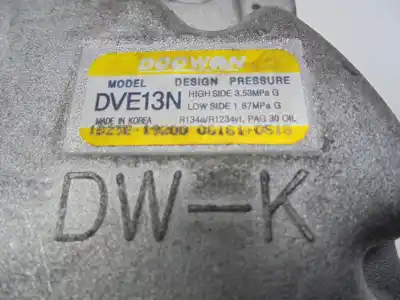 DOOWON
MODEL DESIGN PRESSURE
DVE13N HIGH SIDE 3.53MPa G
LOW SIDE 1.87MPa G
MADE IN KOREA R134a/R1234yf, PAG 30 OIL
DW-K